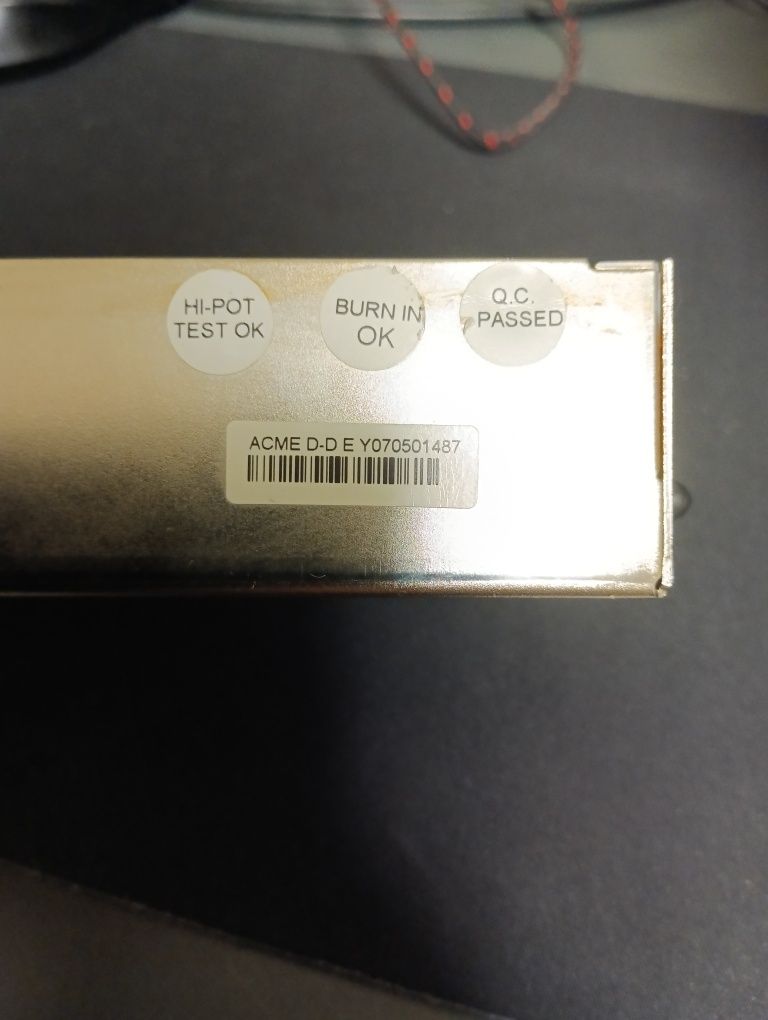 HI-POT
TEST OK
BURN IN
OK
Q.C.
PASSED
ACME D-D E Y070501487